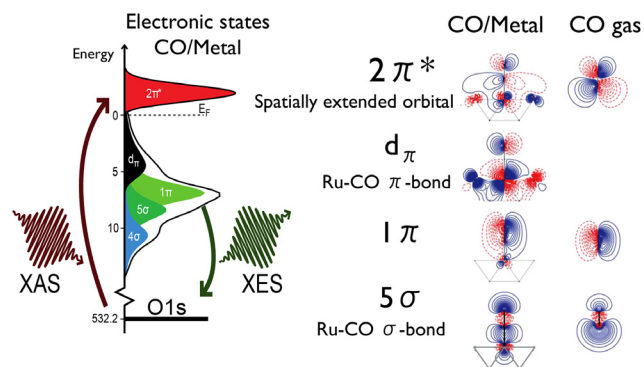 Electronic states
CO/Metal
Energy
2π*
0
E_F
dπ
5
1π
5σ
10
4σ
XAS
XES
O1s
532.2
CO/Metal
CO gas
2π*
Spatially extended orbital
dπ
Ru-CO π-bond
1π
5σ
Ru-CO σ-bond